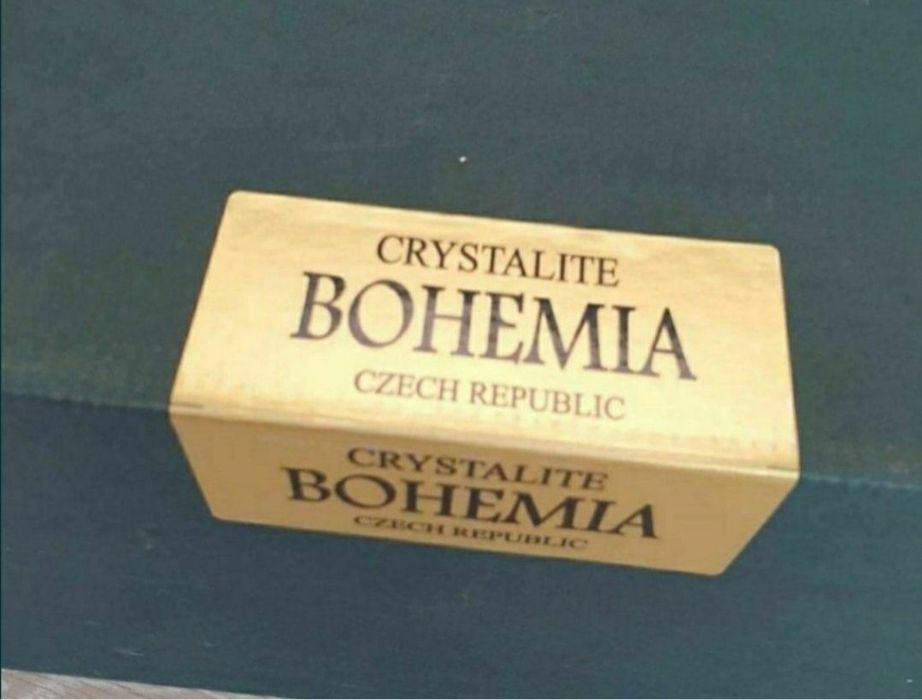 CRYSTALITE
BOHEMIA
CZECH REPUBLIC
CRYSTALITE
BOHEMIA
CZECH REPUBLIC